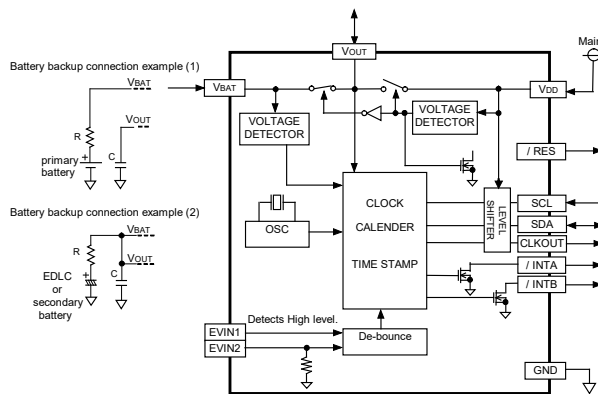 Battery backup connection example (1)
VBAT
VOUT
R
+
primary
battery
C
Battery backup connection example (2)
VBAT
R
VOUT
+
C
EDLC
or
secondary
battery
VOUT
Main
VBAT
VDD
VOLTAGE
DETECTOR
VOLTAGE
DETECTOR
/ RES
CLOCK
CALENDER
TIME STAMP
LEVEL
SHIFTER
SCL
SDA
CLKOUT
OSC
/ INTA
/ INTB
Detects High level.
EVIN1
EVIN2
De-bounce
GND